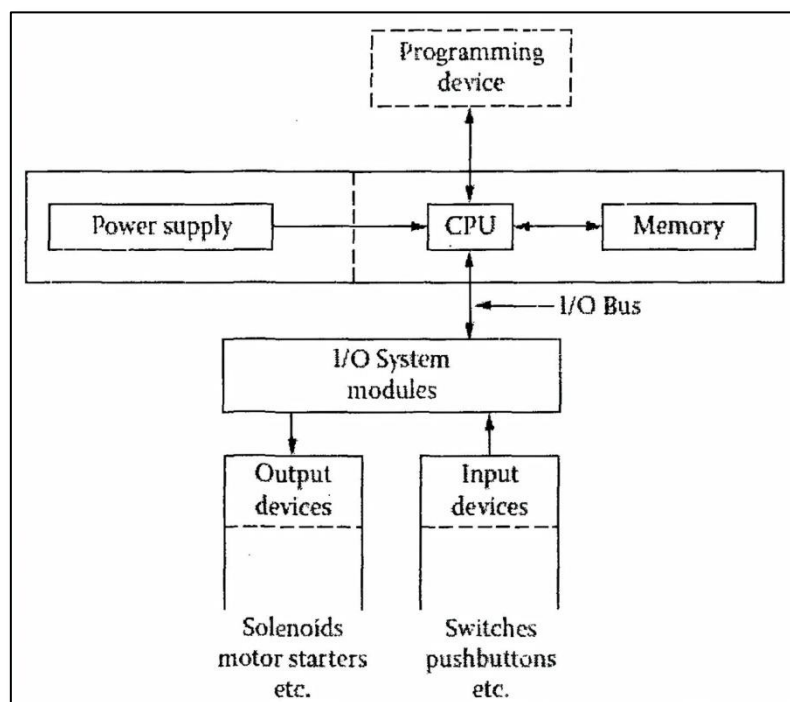 Programming
device
Power supply
CPU
Memory
I/O Bus
I/O System
modules
Output
devices
Input
devices
Solenoids
motor starters
etc.
Switches
pushbuttons
etc.